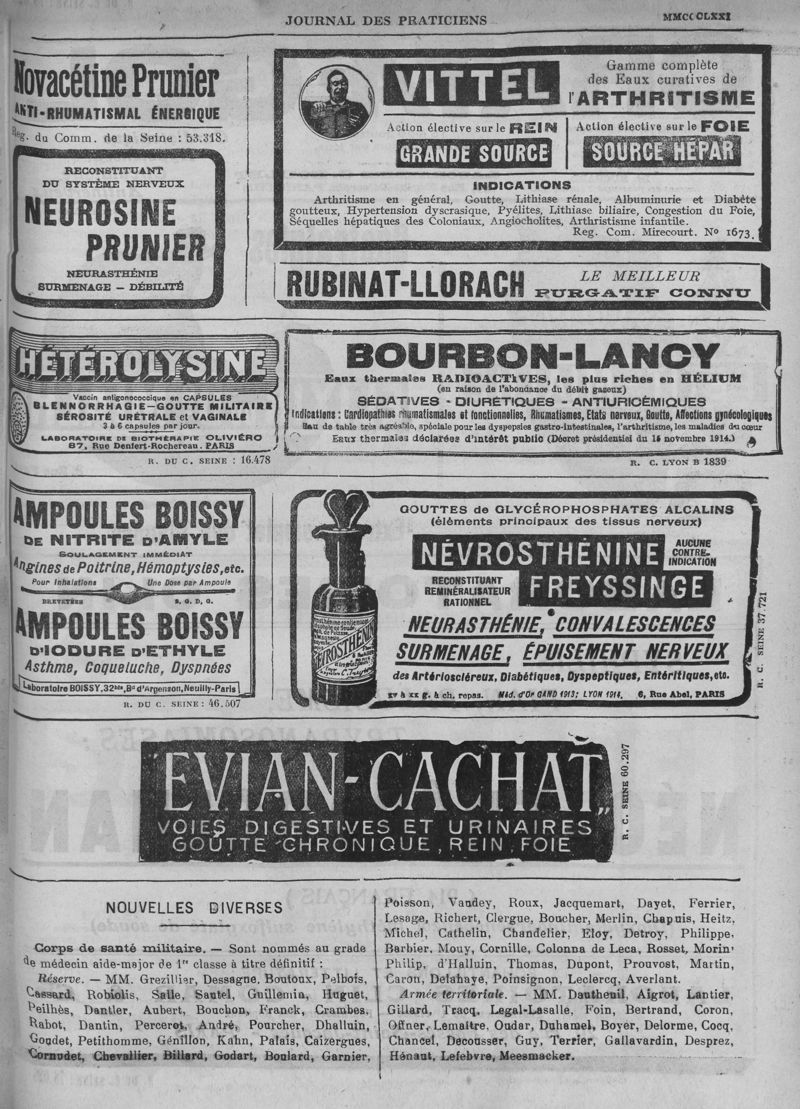 JOURNAL DES PRATICIENS
Novacétine Prunier
ANTI-RHUMATISMAL ÉNERGIQUE
Reg. du Comm. de la Seine : 53.318.
RECONSTITUANT
DU SYSTÈME NERVEUX
NEUROSINE
PRUNIER
NEURASTHÉNIE
SURMENAGE — DÉBILITÉ
VITTEL
Gamme complète
des Eaux curatives de
l'ARTHRITISME
Action élective sur le REIN
GRANDE SOURCE
Action élective sur le FOIE
SOURCE HEPAR
INDICATIONS
Arthritisme en général, Goutte, Lithiase rénale, Albuminurie et Diabète
goutteux, Hypertension dyscrasique, Pyélites, Lithiase biliaire, Congestion du Foie,
Séquelles hépatiques des Coloniaux, Angiocholites, Arthristisme infantile.
Reg. Com. Mirecourt. Nº 1673.
RUBINAT-LLORACH
LE MEILLEUR
PURGATIF CONNU
HÉTÉROLYSINE
Vaccin antigonococcique en CAPSULES
BLENNORRHAGIE—GOUTTE MILITAIRE
SÉROSITÉ URÉTRALE et VAGINALE
3 à 6 capsules par jour.
LABORATOIRE DE BIOTHÉRAPIE OLIVIÉRO
87, Rue Denfert-Rochereau. PARIS
R. DU C. SEINE : 16.478
BOURBON-LANCY
Eaux thermales RADIOACTIVES, les plus riches en HÉLIUM
(en raison de l'abondance du débit gazeux)
SÉDATIVES - DIURÉTIQUES - ANTIURICÉMIQUES
Indications : Cardiopathies rhumatismales et fonctionnelles, Rhumatismes, Etats nerveux, Goutte, Affections gynécologiques
Eau de table très agréable, spéciale pour les dyspepsies gastro-intestinales, l'arthritisme, les maladies du cœur
Eaux thermales déclarées d'intérêt public (Décret présidentiel du 15 novembre 1914.)
R. C. LYON B 1839
AMPOULES BOISSY
DE NITRITE D'AMYLE
SOULAGEMENT IMMÉDIAT
Angines de Poitrine, Hémoptysies, etc.
Pour Inhalations Une Dose par Ampoule
BREVETÉES S. G. D. G.
AMPOULES BOISSY
D'IODURE D'ETHYLE
Asthme, Coqueluche, Dyspnées
Laboratoire BOISSY, 32bis, Bd d'Argenson, Neuilly-Paris
R. DU C. SEINE : 46.507
GOUTTES de GLYCÉROPHOSPHATES ALCALINS
(éléments principaux des tissus nerveux)
NÉVROSTHÉNINE
AUCUNE
CONTRE-
INDICATION
RECONSTITUANT
REMINÉRALISATEUR
RATIONNEL
FREYSSINGE
NEURASTHÉNIE, CONVALESCENCES
SURMENAGE, ÉPUISEMENT NERVEUX
des Artérioscléreux, Diabétiques, Dyspeptiques, Entéritiques, etc.
XV à XX g. à ch. repas. Méd. d'Or GAND 1913; LYON 1914. 6, Rue Abel, PARIS
R. C. SEINE 37.721
EVIAN-CACHAT
VOIES DIGESTIVES ET URINAIRES
GOUTTE CHRONIQUE, REIN, FOIE
R. C. SEINE 60.297
NOUVELLES DIVERSES
Corps de santé militaire. — Sont nommés au grade
de médecin aide-major de 1re classe à titre définitif :
Réserve. — MM. Grezillier, Dessagne, Boutoux, Pelbois,
Cassard, Robiolis, Salle, Sautel, Guillemia, Huguet,
Peilhès, Dantler, Aubert, Bouchon, Franck, Crambes,
Rabot, Dantin, Percerot, André, Pourcher, Dhalluin,
Goudet, Petithomme, Génillon, Kahn, Palais, Caizergues,
Cornudet, Chevallier, Billard, Godart, Boulard, Garnier,
Poisson, Vaudey, Roux, Jacquemart, Dayet, Ferrier,
Lesage, Richert, Clergue, Boucher, Merlin, Chapuis, Heitz,
Michel, Cathelin, Chandelier, Eloy, Detroy, Philippe,
Barbier, Mouy, Cornille, Colonna de Leca, Rosset, Morin,
Philip, d'Halluin, Thomas, Dupont, Prouvost, Martin,
Caron, Delahaye, Poinsignon, Leclercq, Averlant.
Armée territoriale. — MM. Dautheuil, Aigrot, Lantier,
Gillard, Tracq, Legal-Lasalle, Foin, Bertrand, Coron,
Offner, Lemaître, Oudar, Duhamel, Boyer, Delorme, Cocq,
Chancel, Decousser, Guy, Terrier, Gallavardin, Desprez,
Hénaut, Lefebvre, Meesmacker.